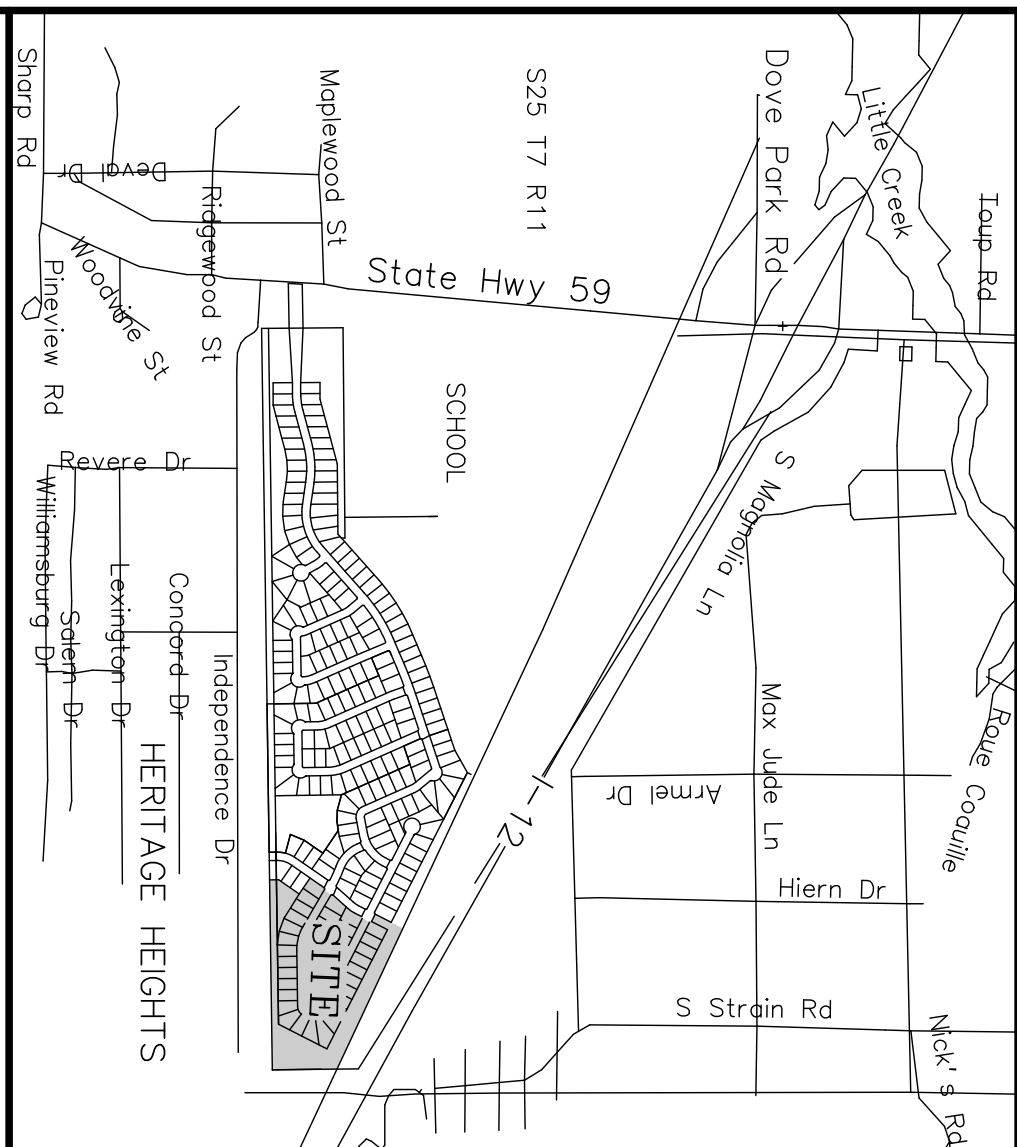 Sharp Rd
Maplewood St
S25 T7 R11
Dove Park Rd
Little Creek
Toup Rd
Deval Dr
Ridgewood St
State Hwy 59
Woodvine St
Pineview Rd
SCHOOL
Revere Dr
S Magnolia Ln
Williamsburg Dr
Salem Dr
Lexington Dr
Concord Dr
Independence Dr
Max Jude Ln
Roue Coquille
I-12
Armel Dr
HERITAGE HEIGHTS
Hiern Dr
SITE
S Strain Rd
Nick's Rd